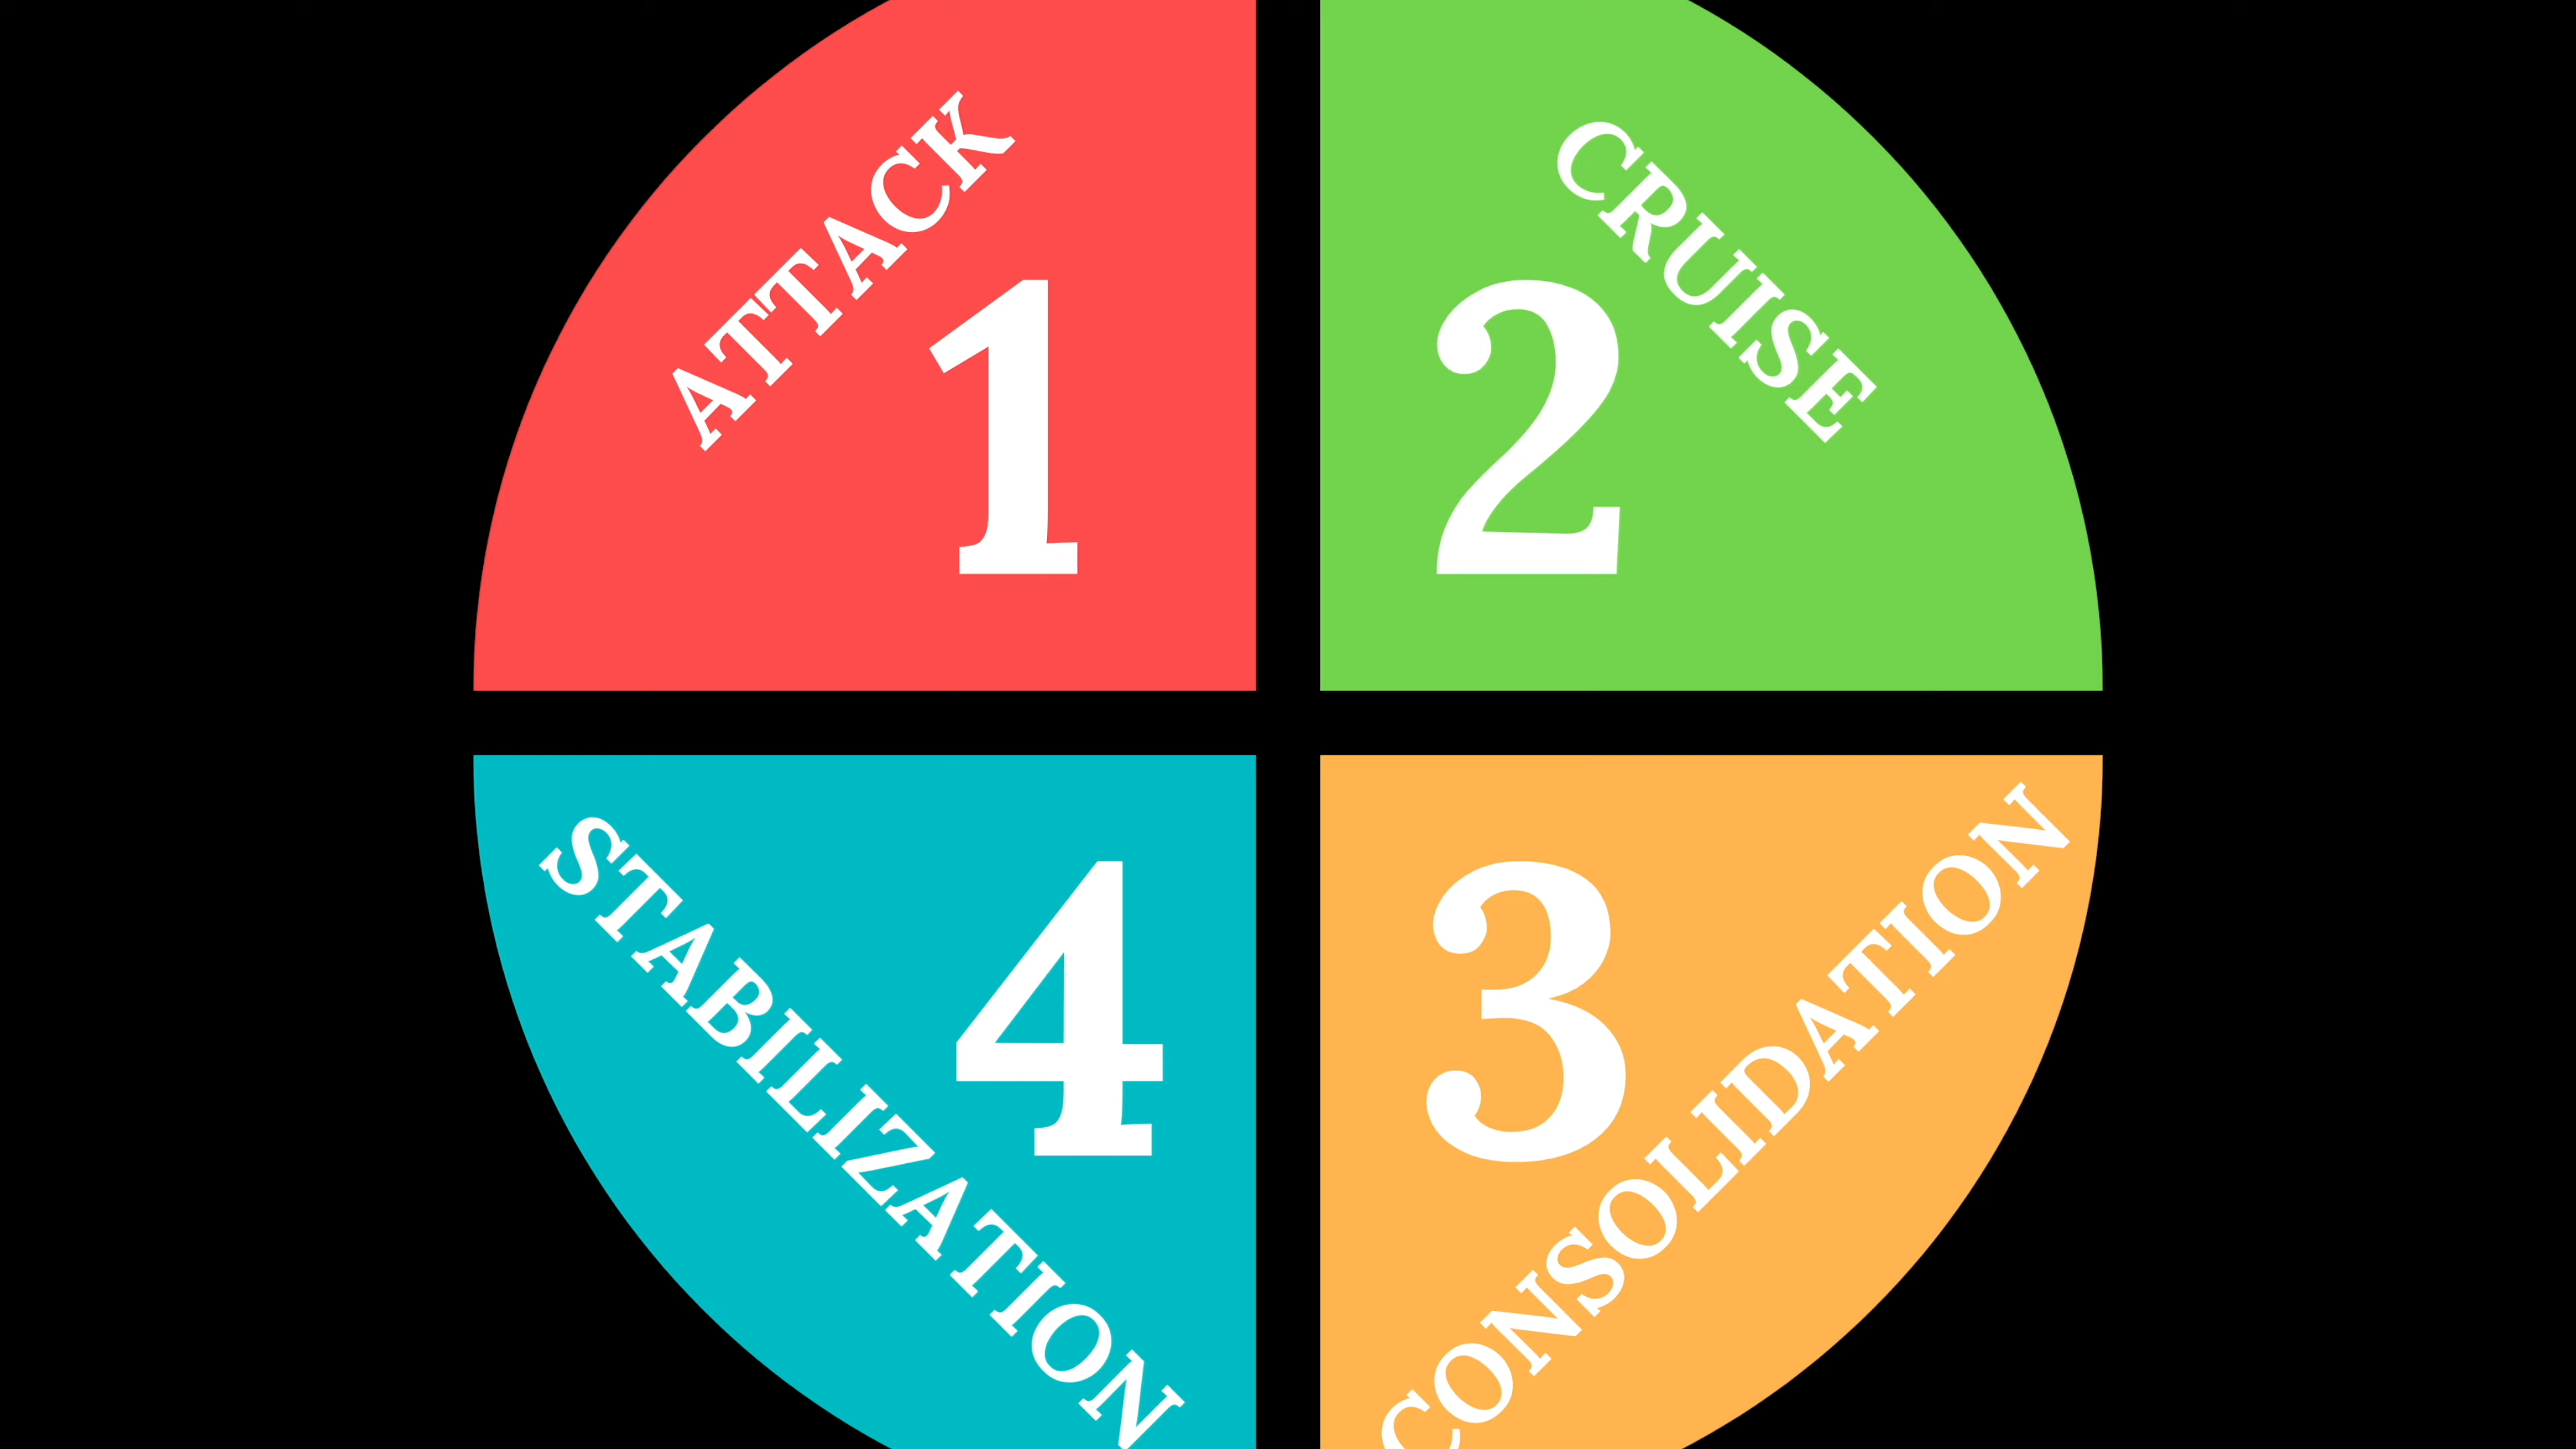 ATTACK
1
CRUISE
2
STABILIZATION
4
CONSOLIDATION
3